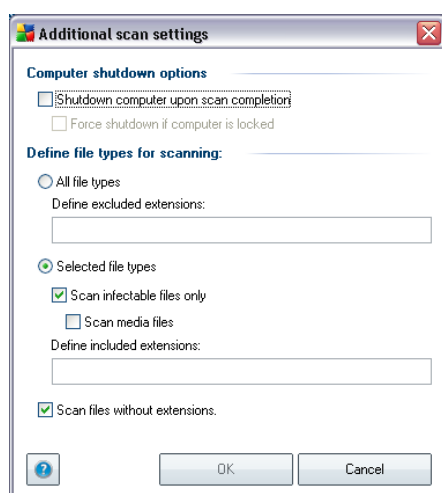 Additional scan settings
Computer shutdown options
Shutdown computer upon scan completion
Force shutdown if computer is locked
Define file types for scanning:
All file types
Define excluded extensions:
Selected file types
Scan infectable files only
Scan media files
Define included extensions:
Scan files without extensions.
?
OK
Cancel